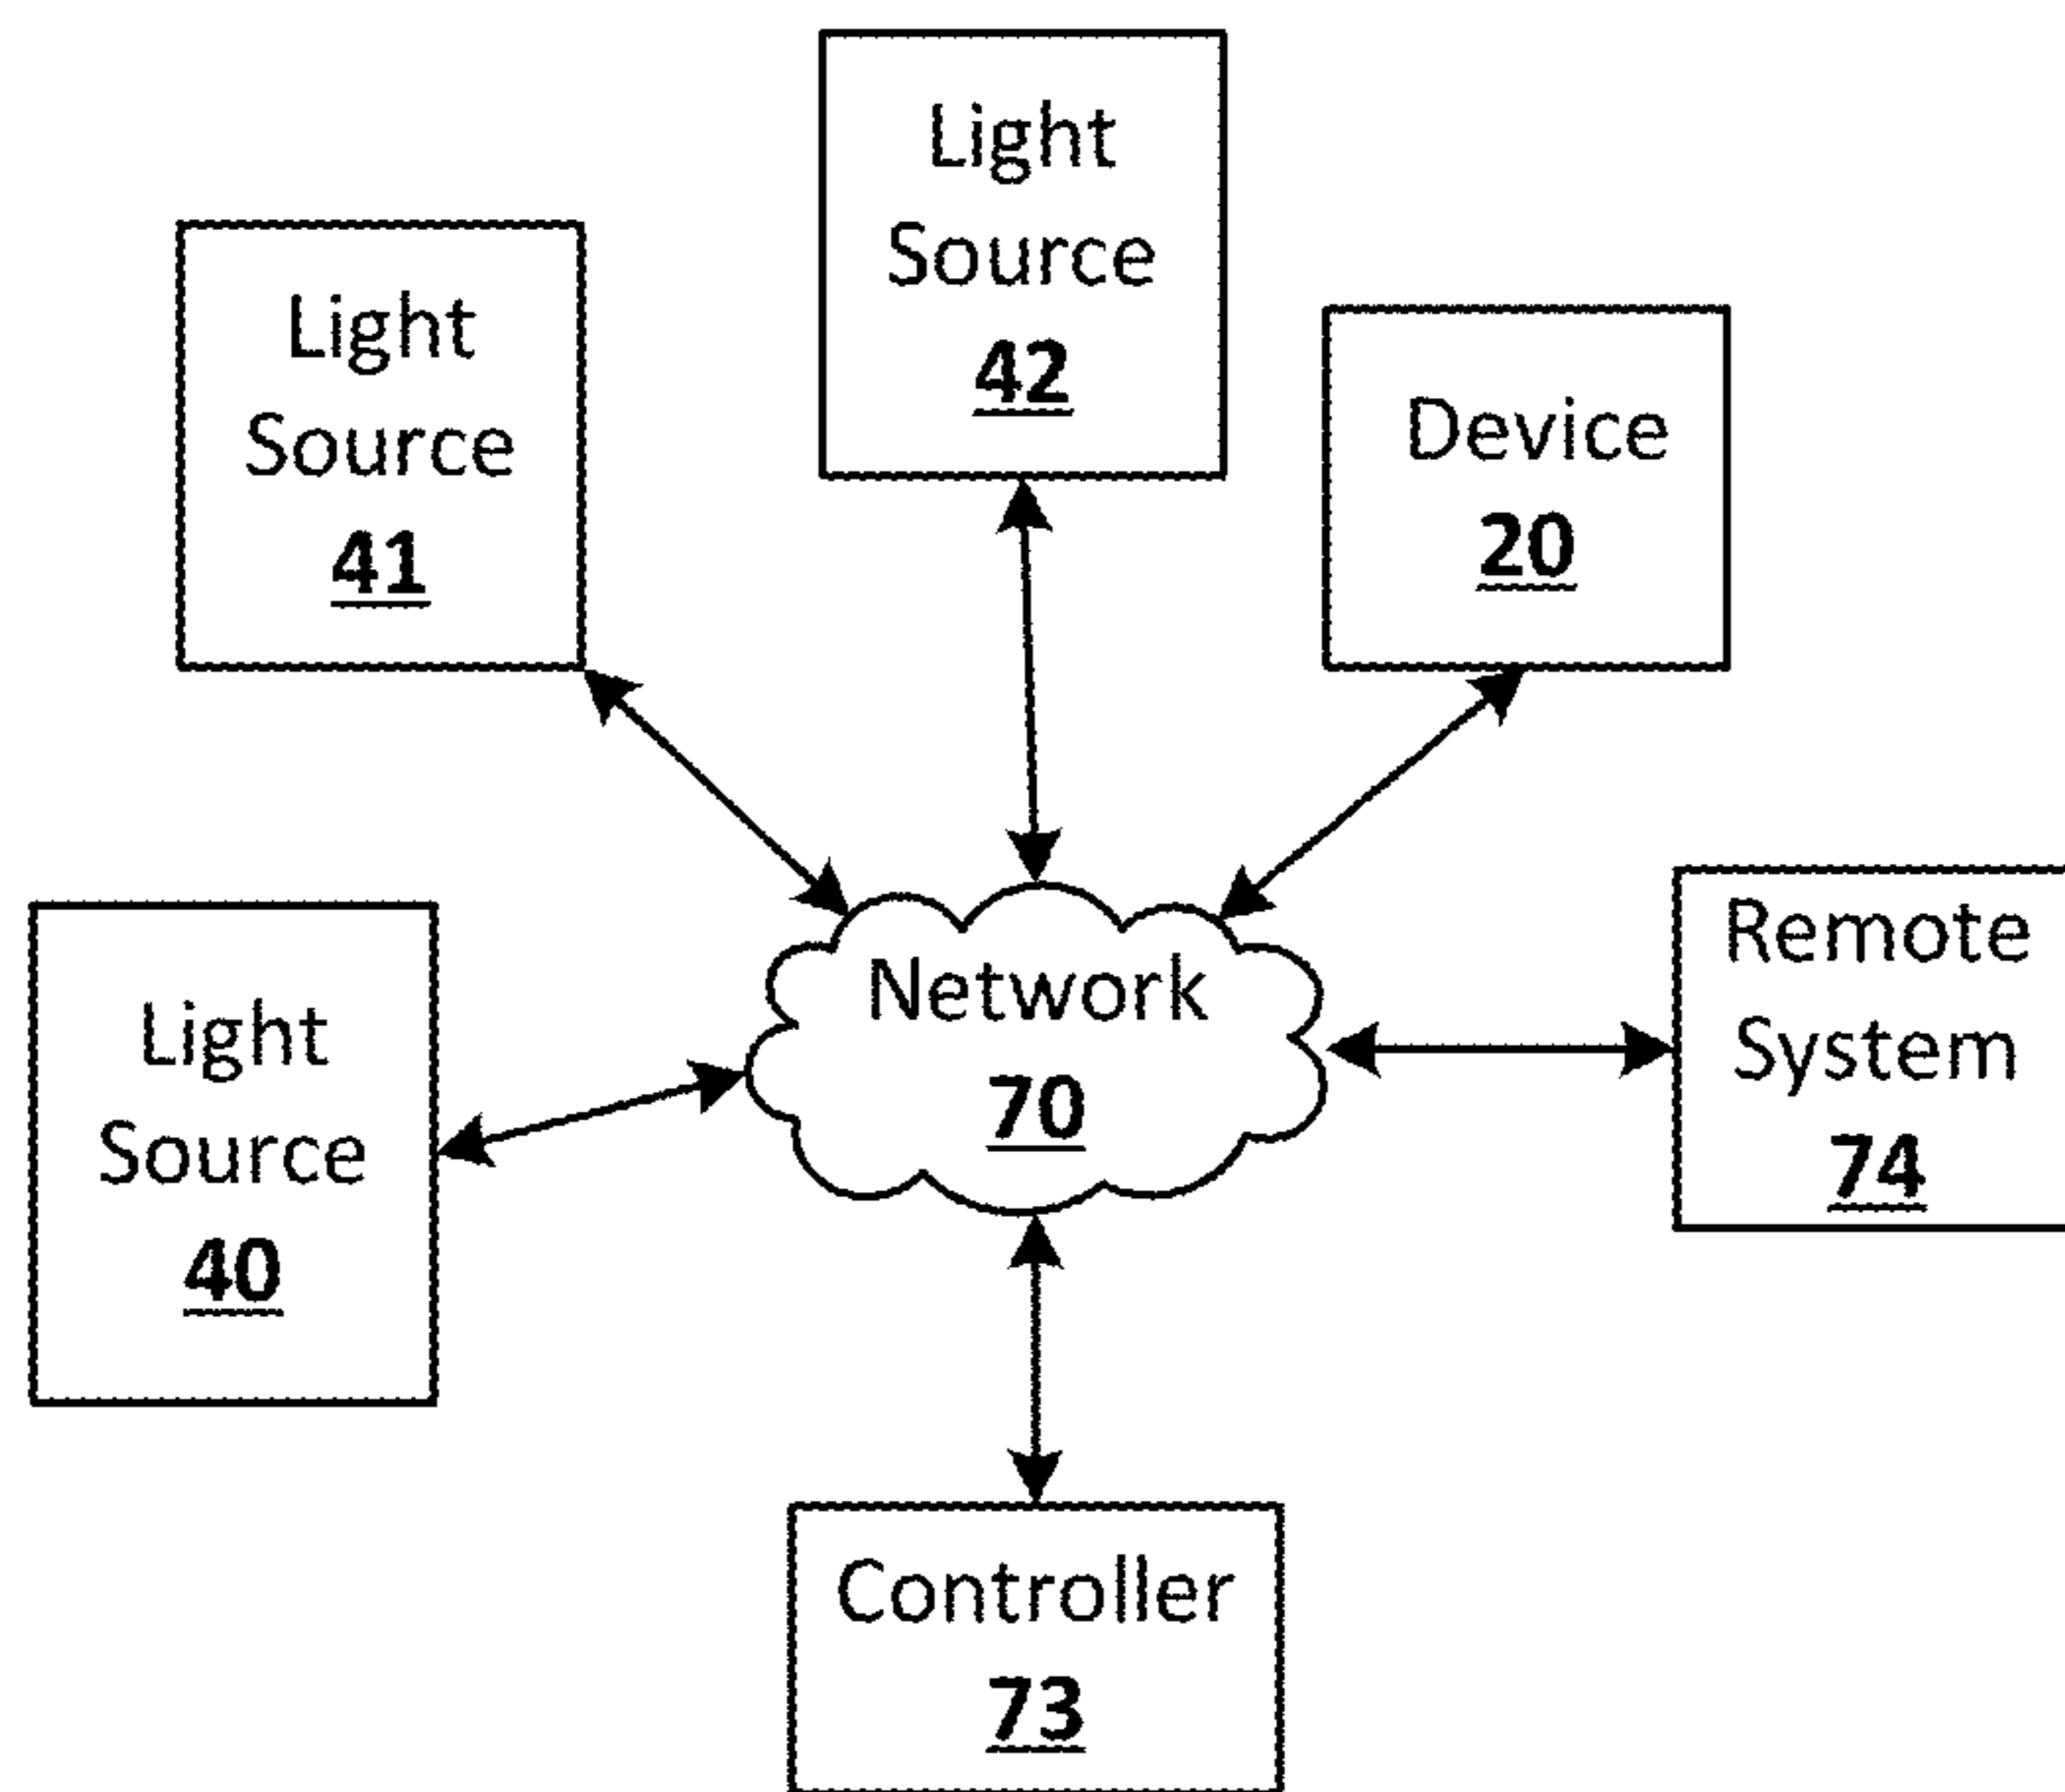 Light
Source
42
Light
Source
41
Device
20
Remote
System
74
Network
70
Light
Source
40
Controller
73